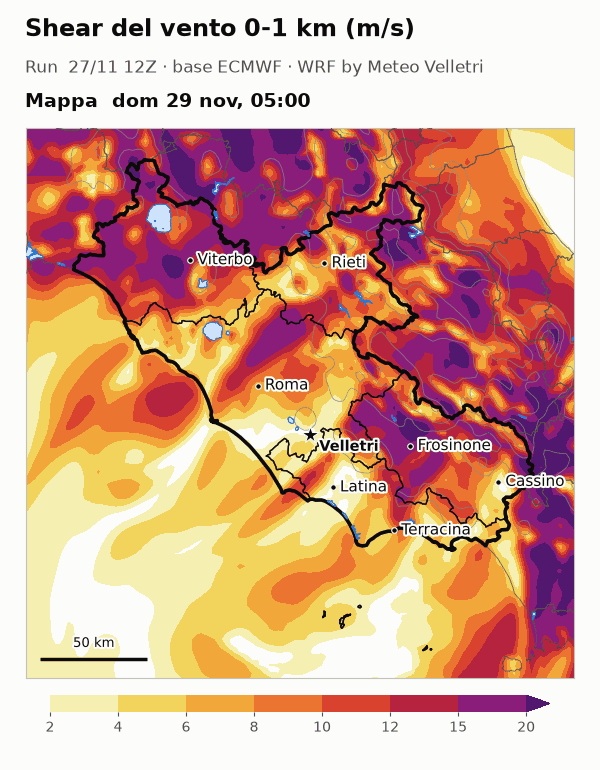 Shear del vento 0-1 km (m/s)
Run  27/11 12Z · base ECMWF · WRF by Meteo Velletri
Mappa  dom 29 nov, 05:00
Viterbo
Rieti
Roma
Velletri
Frosinone
Latina
Cassino
Terracina
50 km
2 4 6 8 10 12 15 20